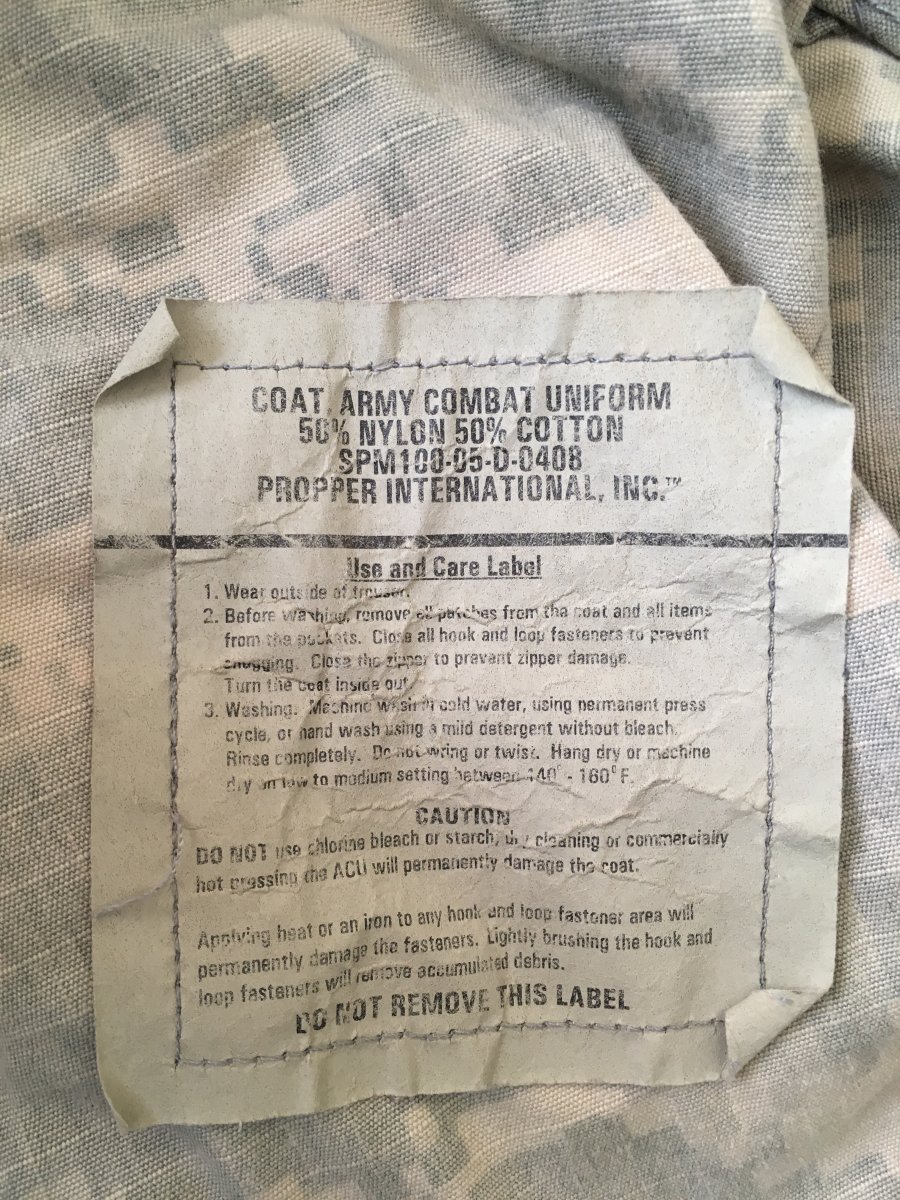 COAT, ARMY COMBAT UNIFORM
50% NYLON 50% COTTON
SPM100-05-D-0408
PROPPER INTERNATIONAL, INC.™
Use and Care Label
1. Wear outside of trouser.
2. Before washing, remove all patches from the coat and all items
from the pockets. Close all hook and loop fasteners to prevent
snagging. Close the zipper to prevent zipper damage.
Turn the coat inside out.
3. Washing: Machine wash in cold water, using permanent press
cycle, or hand wash using a mild detergent without bleach.
Rinse completely. Do not wring or twist. Hang dry or machine
dry on low to medium setting between 140° - 160°F.
CAUTION
DO NOT use chlorine bleach or starch, dry cleaning or commercially
hot pressing the ACU will permanently damage the coat.
Applying heat or an iron to any hook and loop fastener area will
permanently damage the fasteners. Lightly brushing the hook and
loop fasteners will remove accumulated debris.
DO NOT REMOVE THIS LABEL